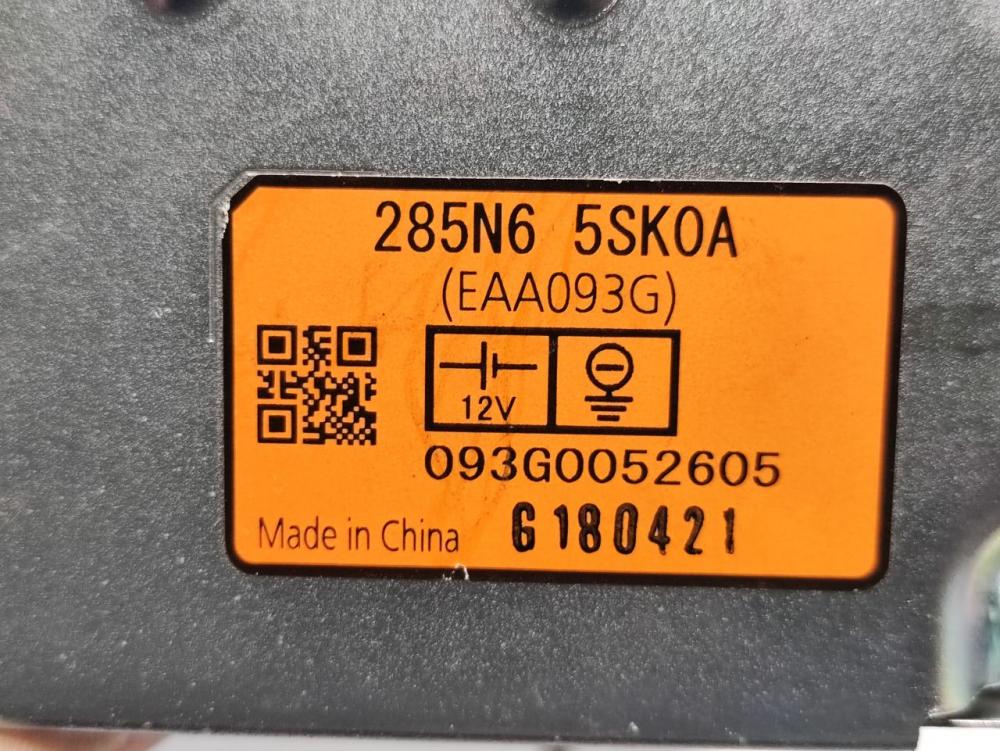 285N6 5SK0A
(EAA093G)
12V
093G0052605
Made in China G180421